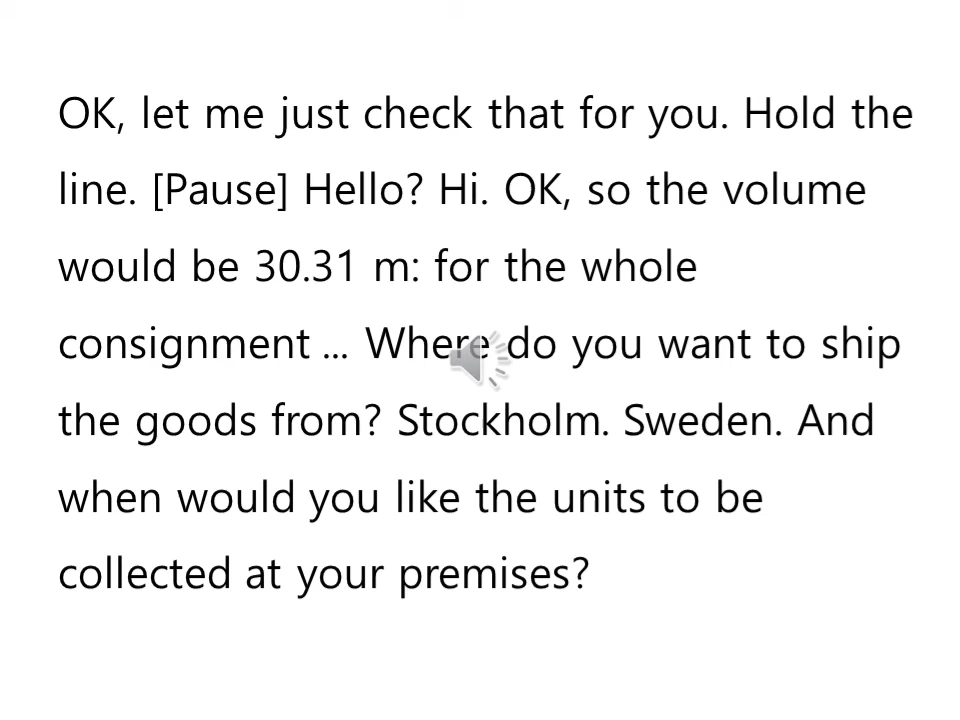 OK, let me just check that for you. Hold the
line. [Pause] Hello? Hi. OK, so the volume
would be 30.31 m: for the whole
consignment ... Where do you want to ship
the goods from? Stockholm. Sweden. And
when would you like the units to be
collected at your premises?